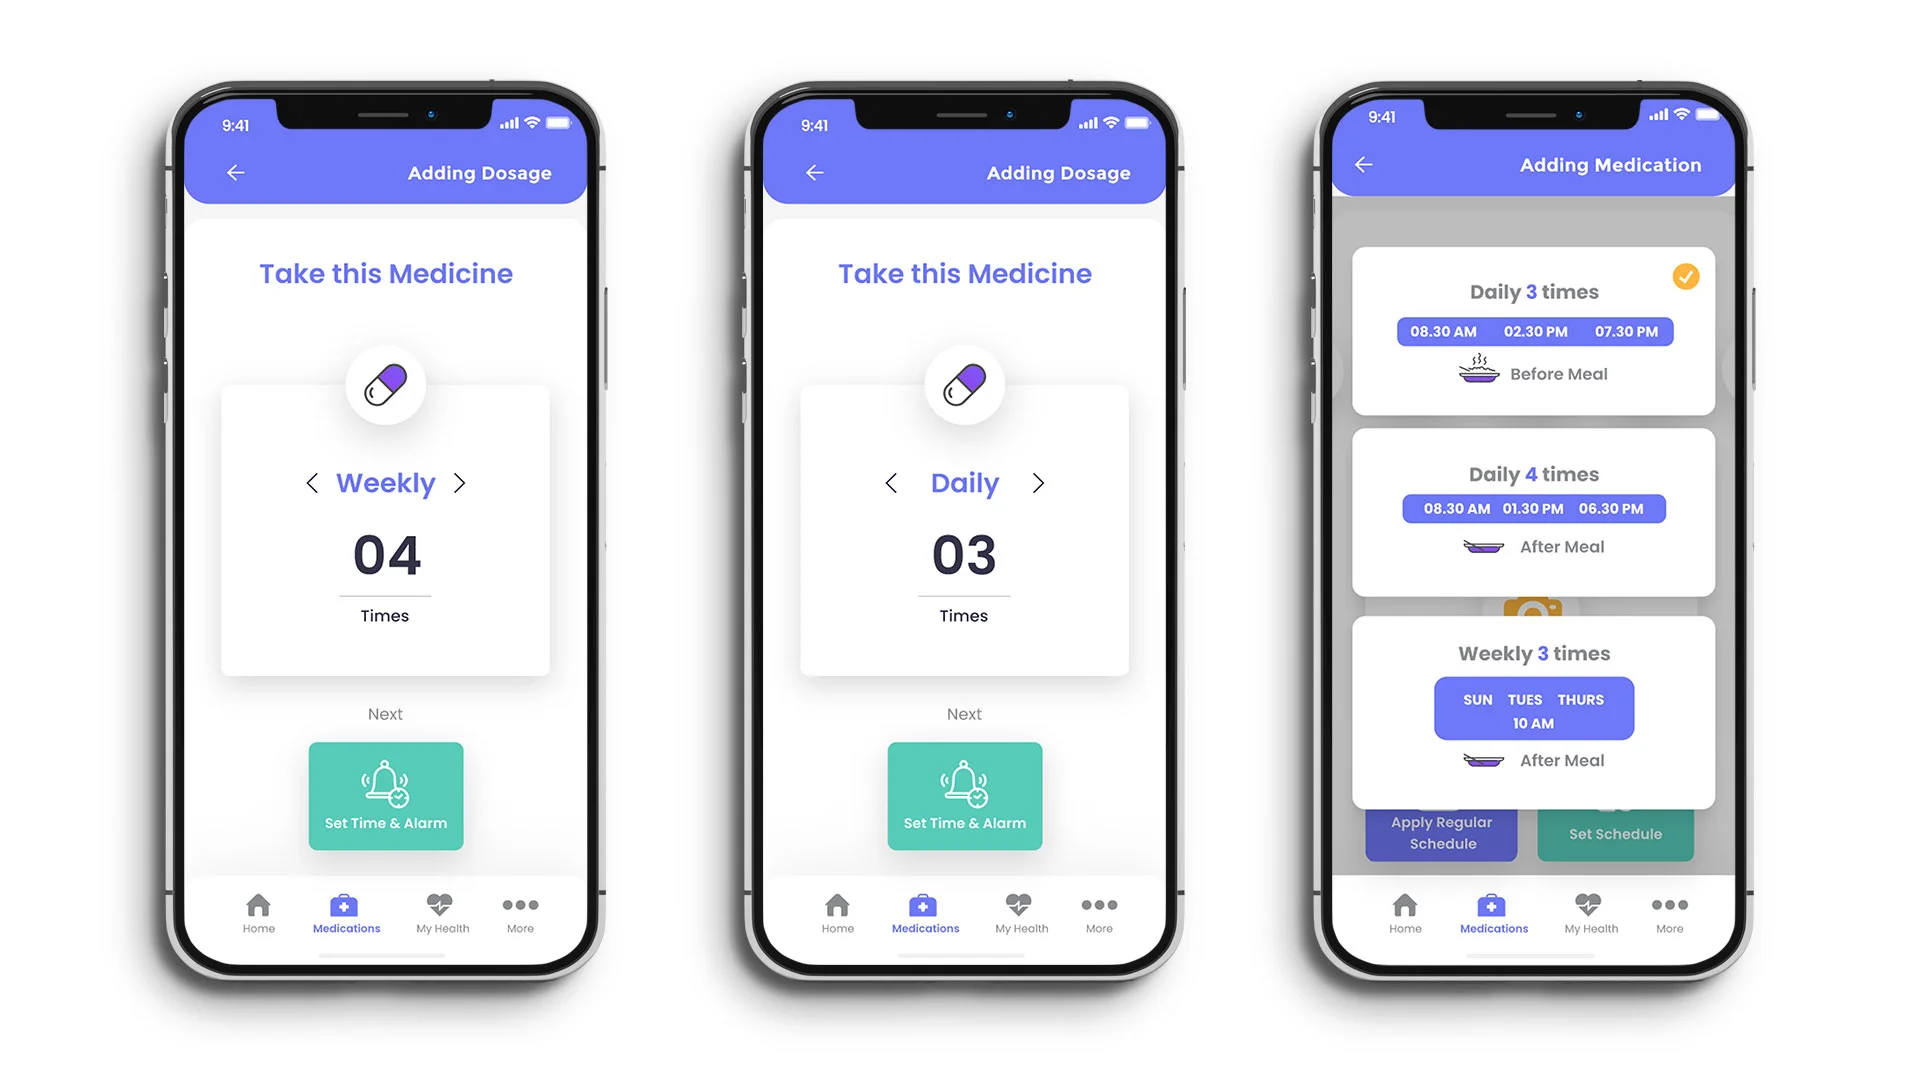 9:41
Adding Dosage
Take this Medicine
Weekly
04
Times
Next
Set Time & Alarm
Home Medications My Health More
9:41
Adding Dosage
Take this Medicine
Daily
03
Times
Next
Set Time & Alarm
Home Medications My Health More
9:41
Adding Medication
Daily 3 times
08.30 AM 02.30 PM 07.30 PM
Before Meal
Daily 4 times
08.30 AM 01.30 PM 06.30 PM
After Meal
Weekly 3 times
SUN TUES THURS
10 AM
After Meal
Apply Regular
Schedule
Set Schedule
Home Medications My Health More